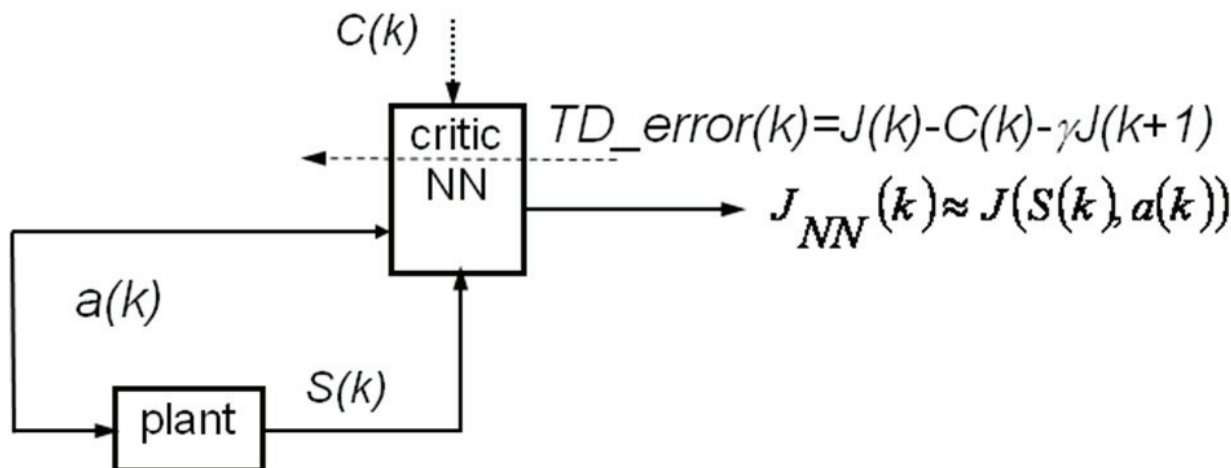 C(k)
critic
NN
TD_error(k)=J(k)-C(k)-γJ(k+1)
J_NN(k)≈J(S(k),a(k))
a(k)
S(k)
plant